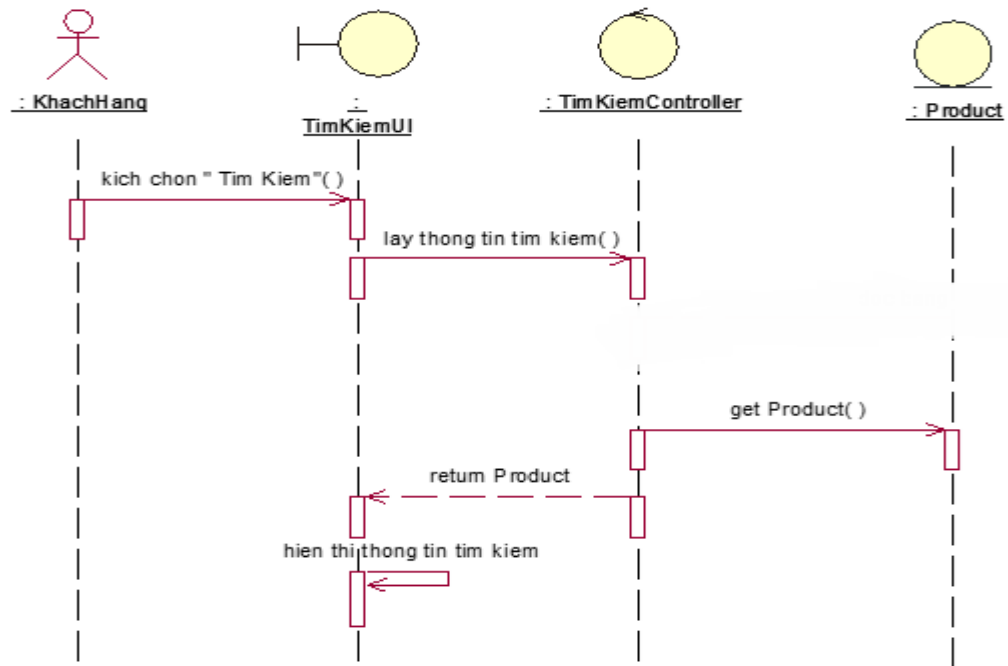 : KhachHang
:
TimKiemUI
: TimKiemController
: Product
kich chon " Tim Kiem"( )
lay thong tin tim kiem( )
get Product( )
return Product
hien thi thong tin tim kiem